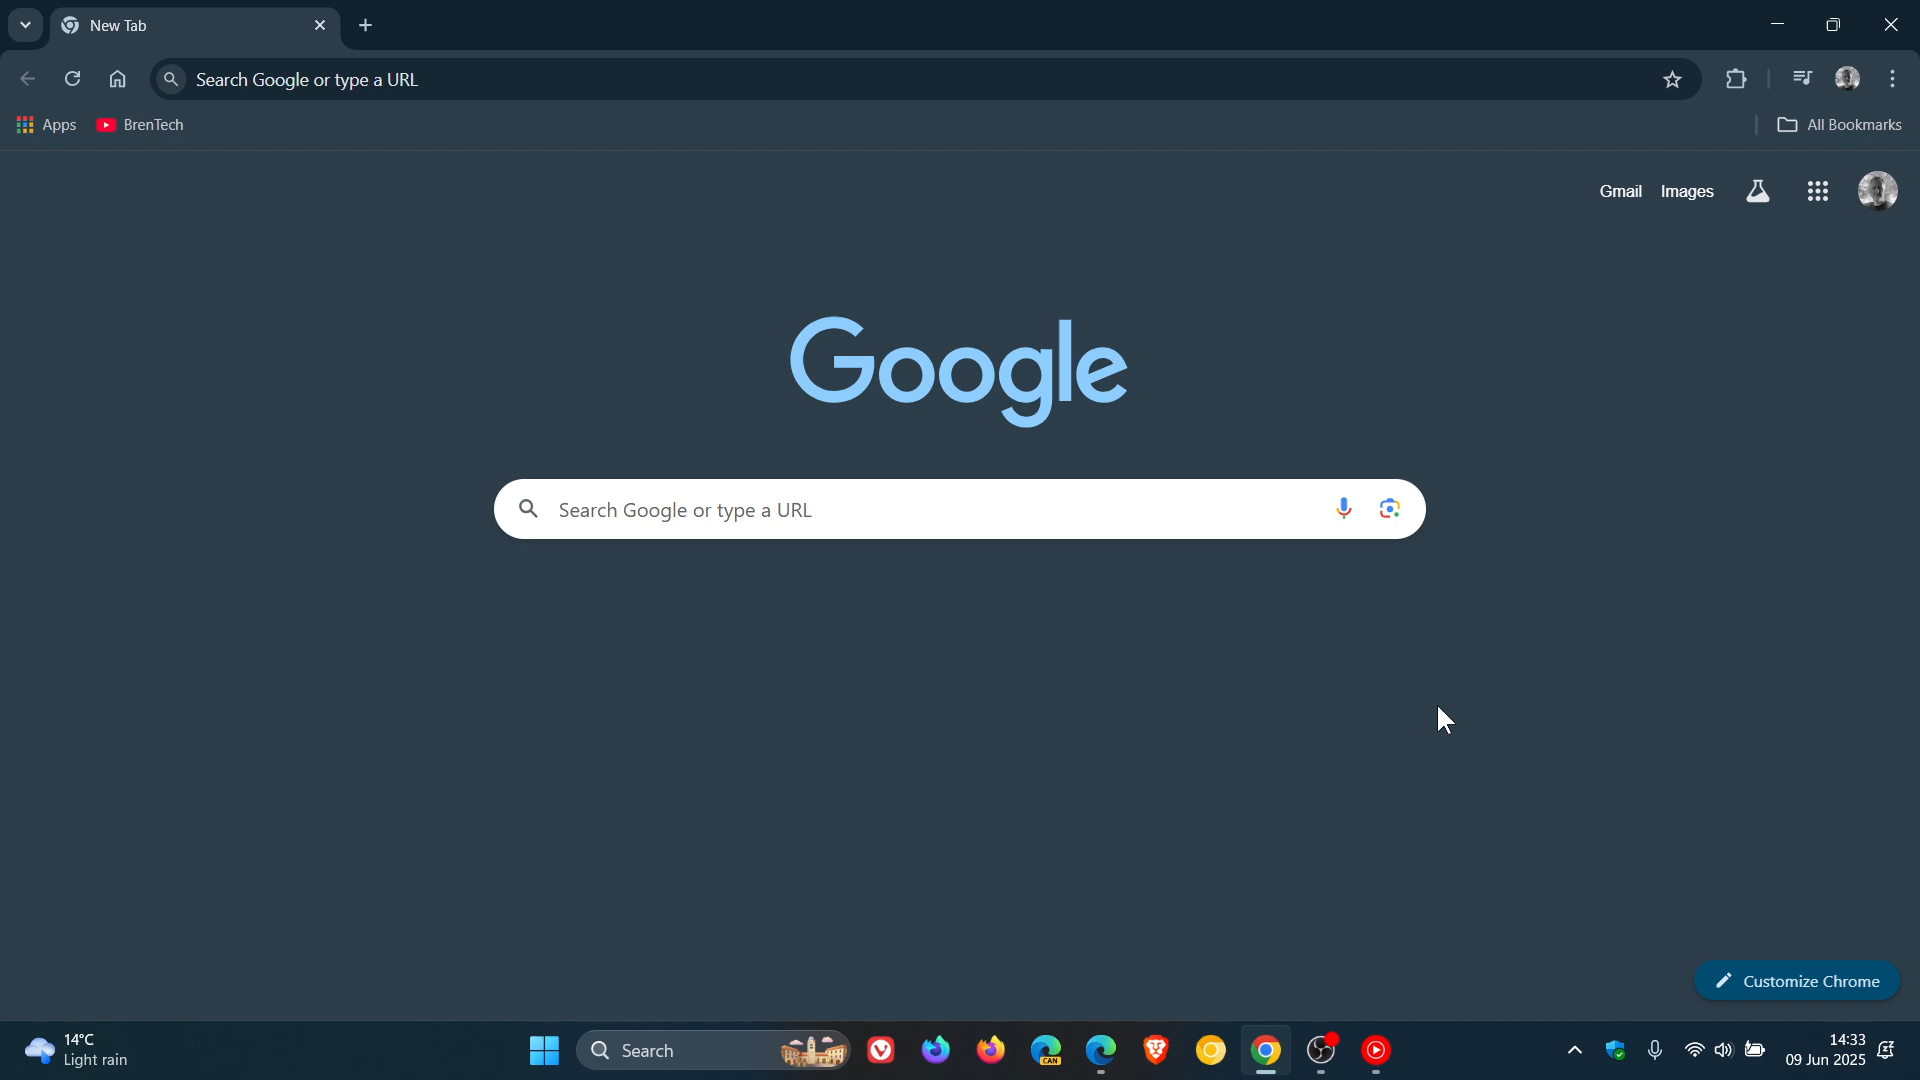 New Tab
Search Google or type a URL
Apps
BrenTech
All Bookmarks
Gmail
Images
Google
Search Google or type a URL
Customize Chrome
14°C
Light rain
Search
CAN
14:33
09 Jun 2025